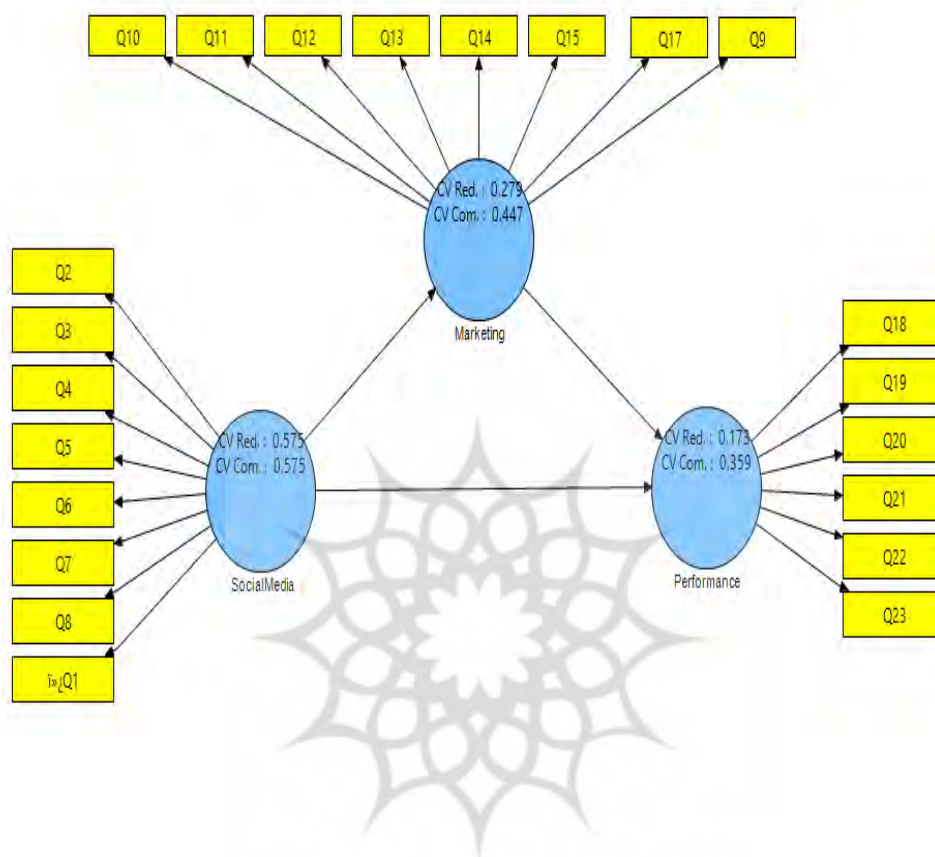 Q10
Q11
Q12
Q13
Q14
Q15
Q17
Q9
CV Red. : 0.279
CV Com. : 0.447
Marketing
Q2
Q3
Q4
Q5
Q6
Q7
Q8
ï»¿Q1
CV Red. : 0.575
CV Com. : 0.575
SocialMedia
CV Red. : 0.173
CV Com. : 0.359
Performance
Q18
Q19
Q20
Q21
Q22
Q23